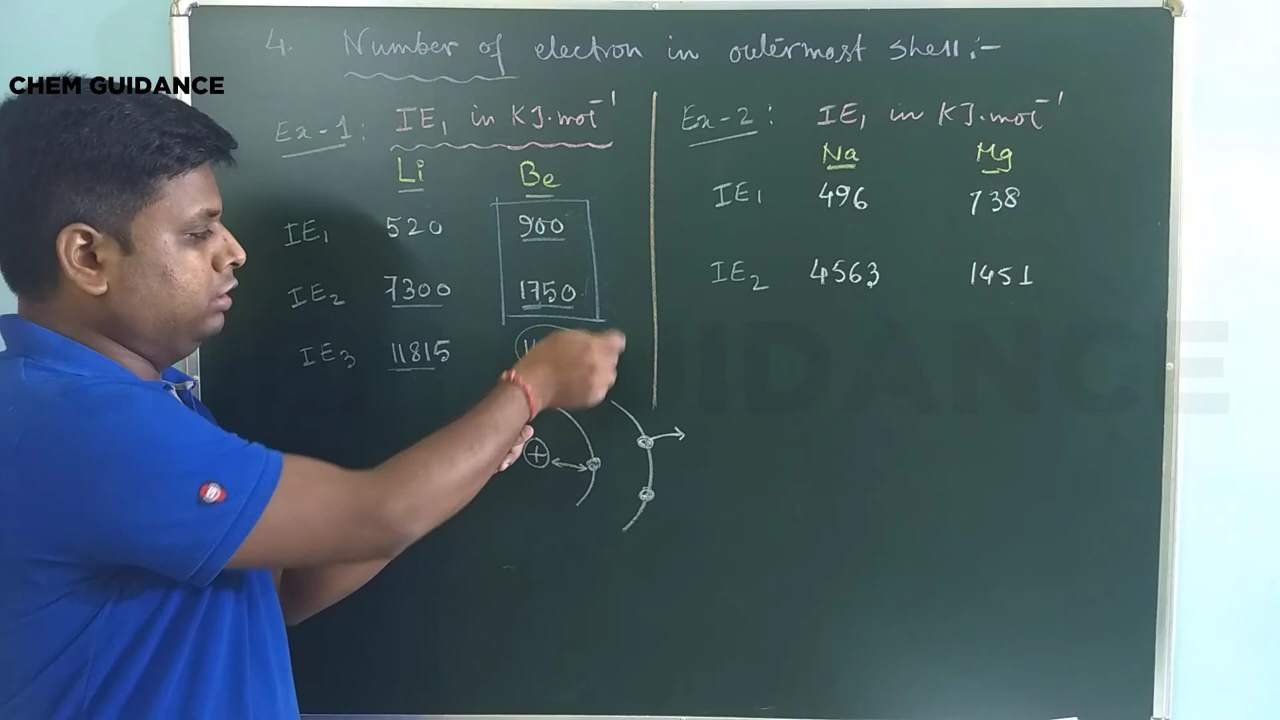 4. Number of electron in outermost shell:-
CHEM GUIDANCE
Ex-1: IE₁ in KJ.mol⁻¹
Li Be
IE₁ 520 900
IE₂ 7300 1750
IE₃ 11815
+
Ex-2: IE₁ in KJ.mol⁻¹
Na Mg
IE₁ 496 738
IE₂ 4563 1451
GUIDANCE